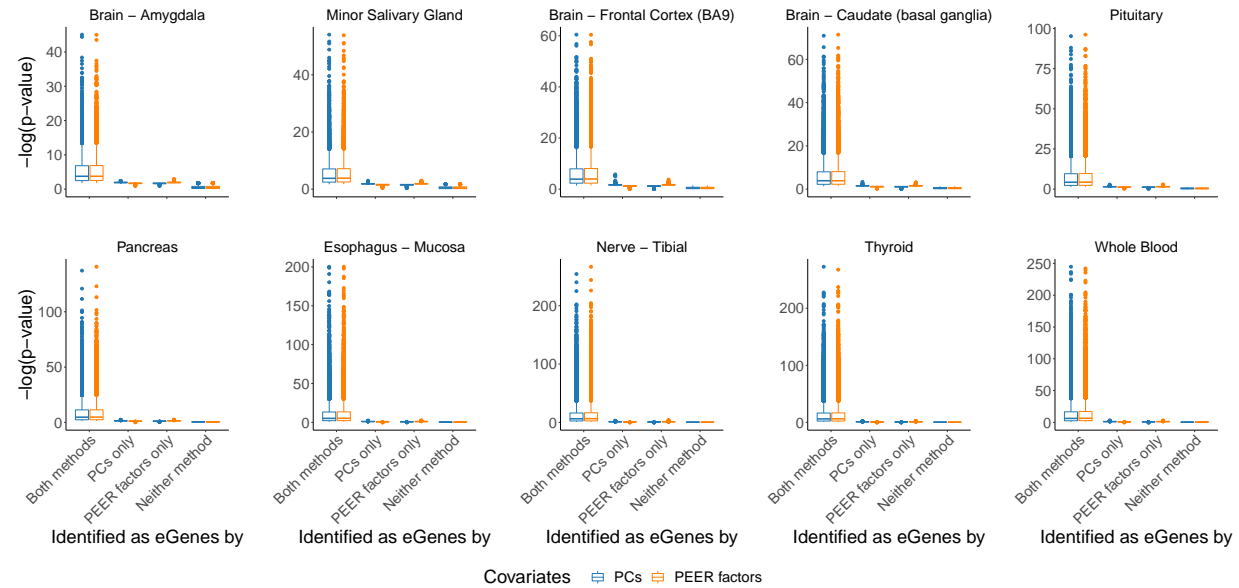 Brain − Amygdala
Minor Salivary Gland
Brain − Frontal Cortex (BA9)
Brain − Caudate (basal ganglia)
Pituitary
−log(p−value)
40
30
20
10
0
40
20
0
60
40
20
0
60
40
20
0
100
75
50
25
0
Pancreas
Esophagus − Mucosa
Nerve − Tibial
Thyroid
Whole Blood
−log(p−value)
100
50
0
200
150
100
50
0
200
100
0
200
100
0
250
200
150
100
50
0
Both methods
PCs only
PEER factors only
Neither method
Both methods
PCs only
PEER factors only
Neither method
Both methods
PCs only
PEER factors only
Neither method
Both methods
PCs only
PEER factors only
Neither method
Both methods
PCs only
PEER factors only
Neither method
Identified as eGenes by
Identified as eGenes by
Identified as eGenes by
Identified as eGenes by
Identified as eGenes by
Covariates PCs PEER factors